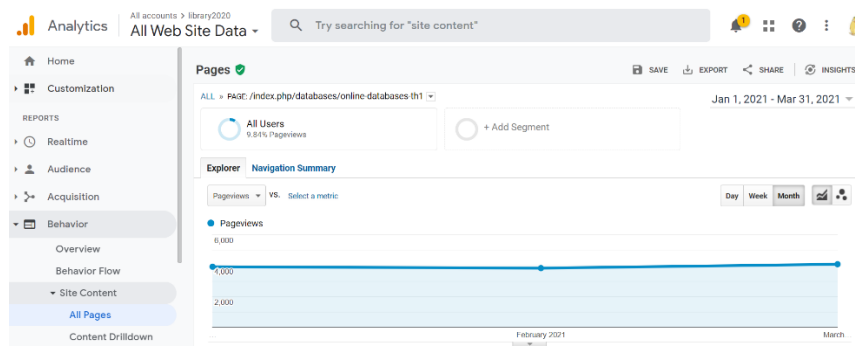 All accounts > library2020
Analytics
All Web Site Data
Try searching for "site content"
1
Home
Customization
REPORTS
Realtime
Audience
Acquisition
Behavior
Overview
Behavior Flow
Site Content
All Pages
Content Drilldown
Pages
SAVE
EXPORT
SHARE
INSIGHTS
ALL » PAGE: /index.php/databases/online-databases-th1
Jan 1, 2021 - Mar 31, 2021
All Users
9.84% Pageviews
+ Add Segment
Explorer
Navigation Summary
Pageviews
VS.
Select a metric
Day
Week
Month
Pageviews
6,000
4,000
2,000
...
February 2021
March...